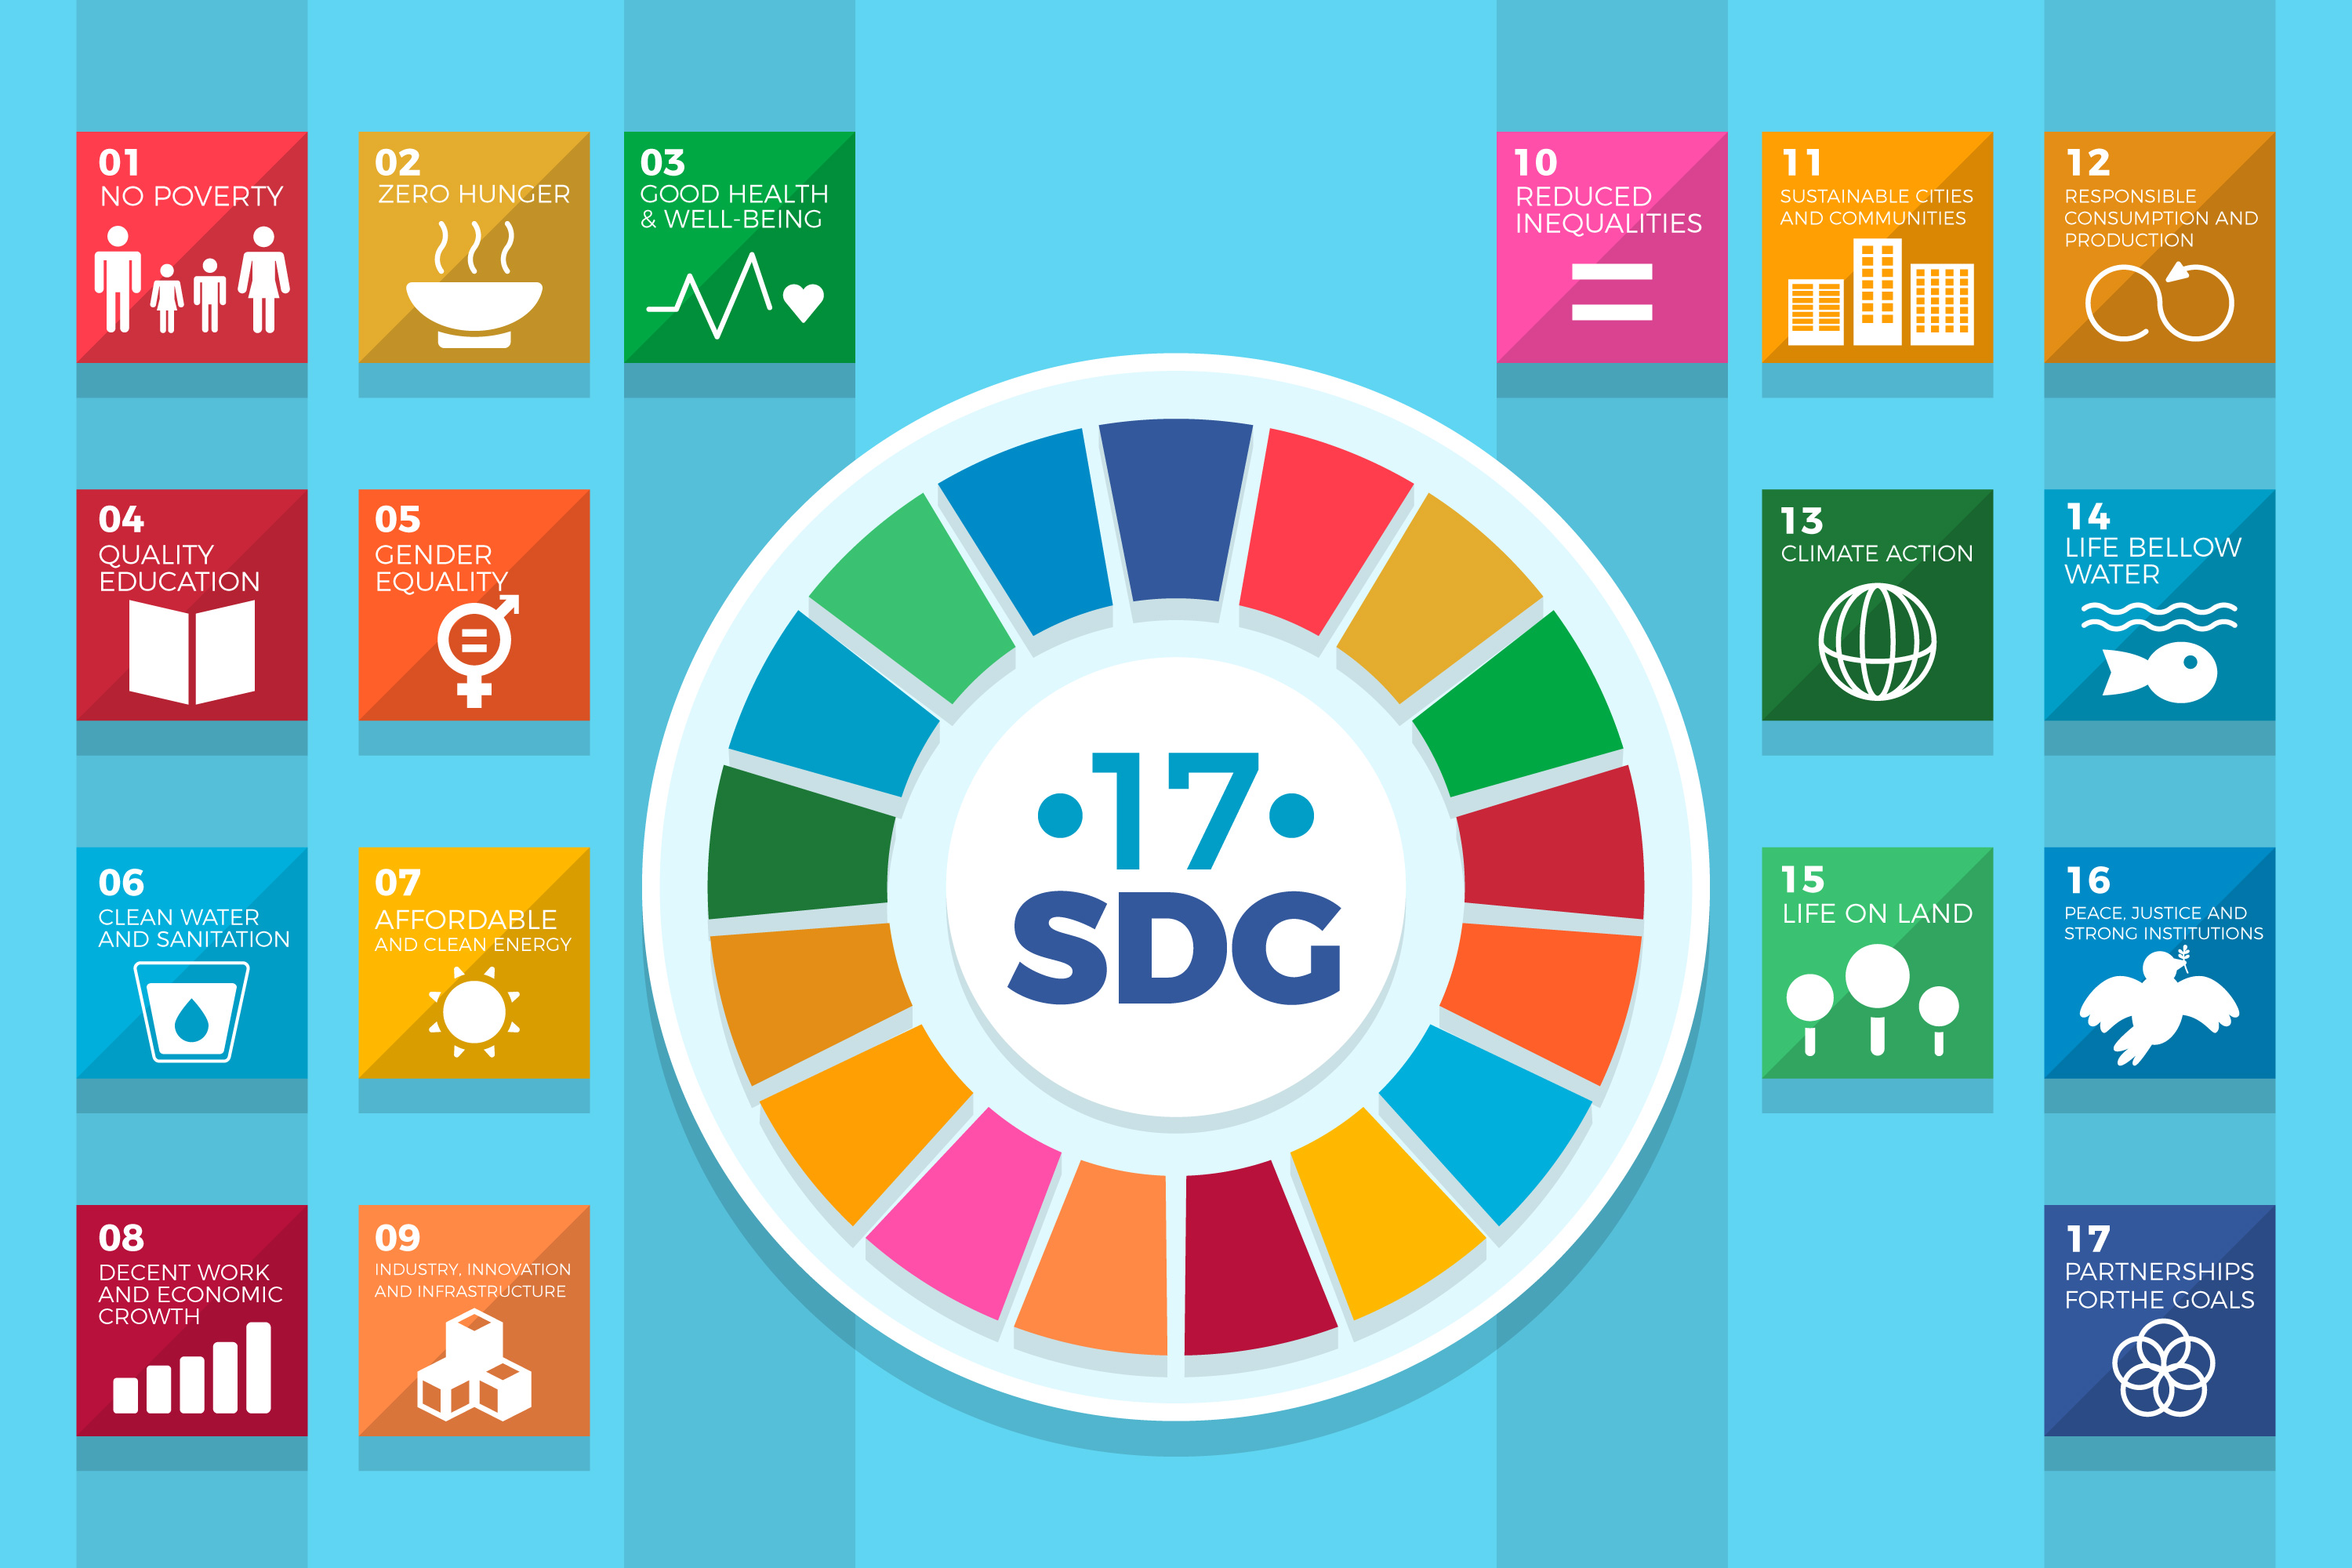 01
NO POVERTY
02
ZERO HUNGER
03
GOOD HEALTH
& WELL-BEING
10
REDUCED
INEQUALITIES
11
SUSTAINABLE CITIES
AND COMMUNITIES
12
RESPONSIBLE
CONSUMPTION AND
PRODUCTION
04
QUALITY
EDUCATION
05
GENDER
EQUALITY
13
CLIMATE ACTION
14
LIFE BELLOW
WATER
•17•
SDG
06
CLEAN WATER
AND SANITATION
07
AFFORDABLE
AND CLEAN ENERGY
15
LIFE ON LAND
16
PEACE, JUSTICE AND
STRONG INSTITUTIONS
08
DECENT WORK
AND ECONOMIC
CROWTH
09
INDUSTRY, INNOVATION
AND INFRASTRUCTURE
17
PARTNERSHIPS
FORTHE GOALS